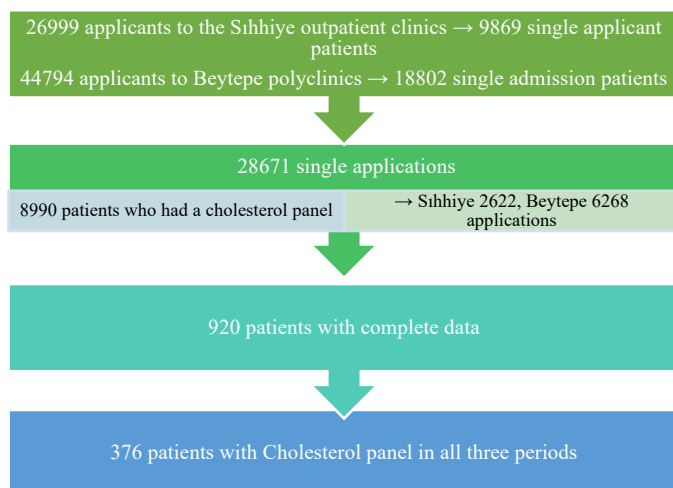 26999 applicants to the Sıhhiye outpatient clinics → 9869 single applicant
patients
44794 applicants to Beytepe polyclinics → 18802 single admission patients
28671 single applications
8990 patients who had a cholesterol panel
→ Sıhhiye 2622, Beytepe 6268
applications
920 patients with complete data
376 patients with Cholesterol panel in all three periods